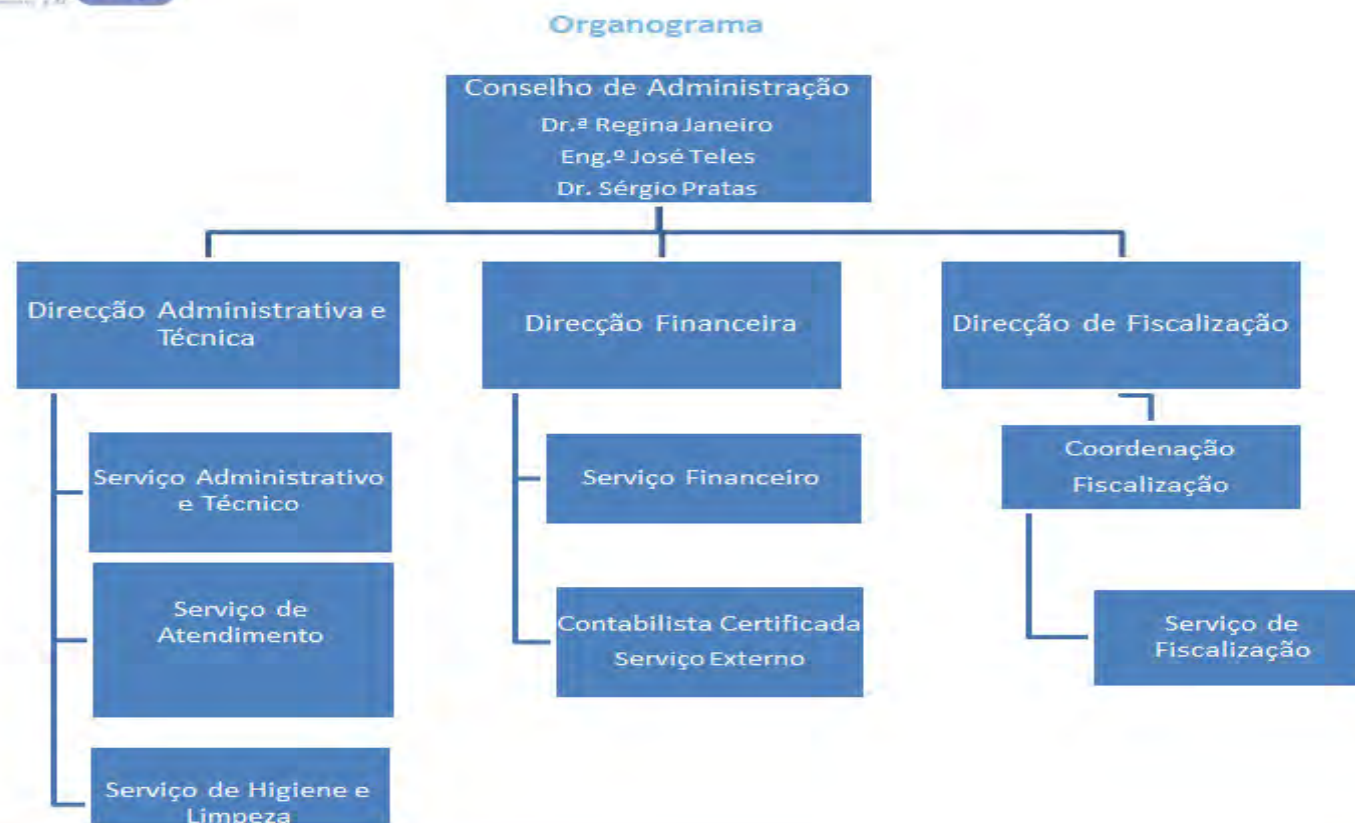 Organograma
Conselho de Administração
Dr.ª Regina Janeiro
Eng.º José Teles
Dr. Sérgio Pratas
Direcção Administrativa e
Técnica
Direcção Financeira
Direcção de Fiscalização
Serviço Administrativo
e Técnico
Serviço de
Atendimento
Serviço de Higiene e
Limpeza
Serviço Financeiro
Contabilista Certificada
Serviço Externo
Coordenação
Fiscalização
Serviço de
Fiscalização